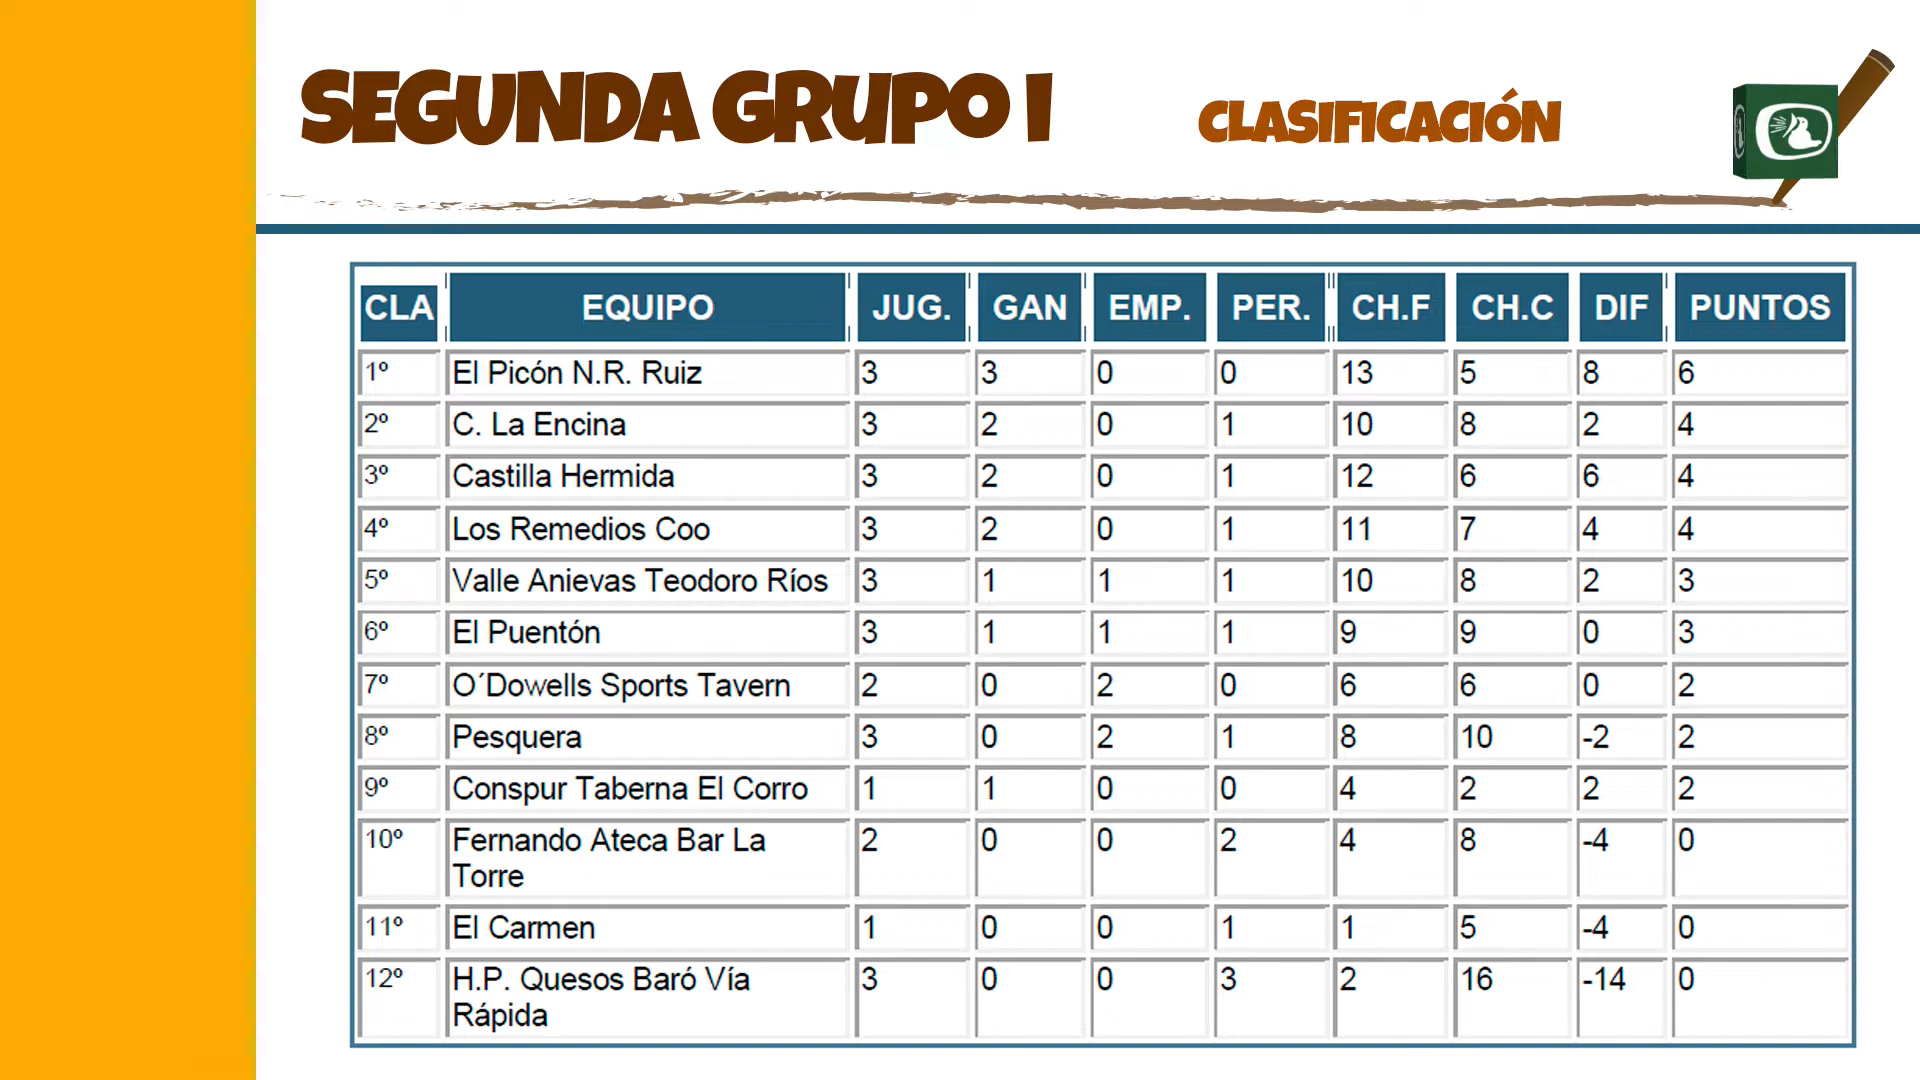 SEGUNDA GRUPO I
CLASIFICACIÓN
CLA EQUIPO JUG. GAN EMP. PER. CH.F CH.C DIF PUNTOS
1º El Picón N.R. Ruiz 3 3 0 0 13 5 8 6
2º C. La Encina 3 2 0 1 10 8 2 4
3º Castilla Hermida 3 2 0 1 12 6 6 4
4º Los Remedios Coo 3 2 0 1 11 7 4 4
5º Valle Anievas Teodoro Ríos 3 1 1 1 10 8 2 3
6º El Puentón 3 1 1 1 9 9 0 3
7º O´Dowells Sports Tavern 2 0 2 0 6 6 0 2
8º Pesquera 3 0 2 1 8 10 -2 2
9º Conspur Taberna El Corro 1 1 0 0 4 2 2 2
10º Fernando Ateca Bar La 2 0 0 2 4 8 -4 0
Torre
11º El Carmen 1 0 0 1 1 5 -4 0
12º H.P. Quesos Baró Vía 3 0 0 3 2 16 -14 0
Rápida